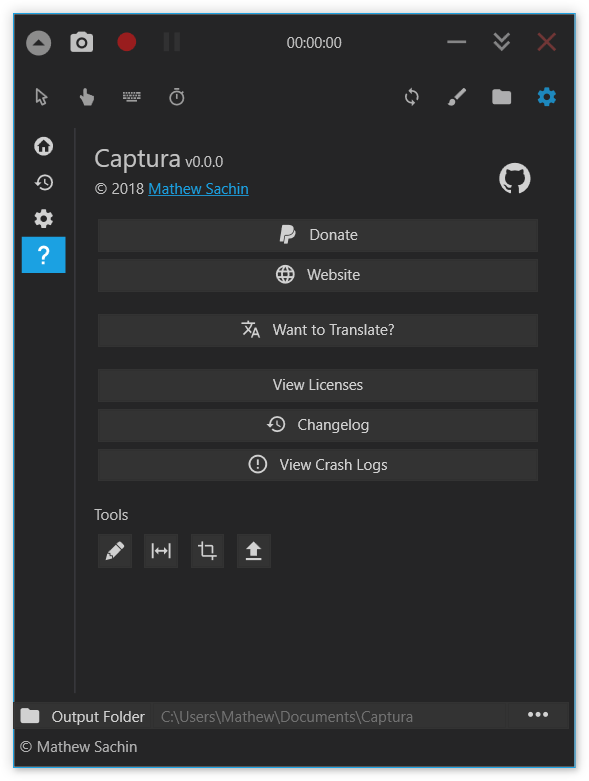 00:00:00
Captura v0.0.0
© 2018 Mathew Sachin
Donate
Website
Want to Translate?
View Licenses
Changelog
View Crash Logs
Tools
Output Folder C:\Users\Mathew\Documents\Captura
© Mathew Sachin